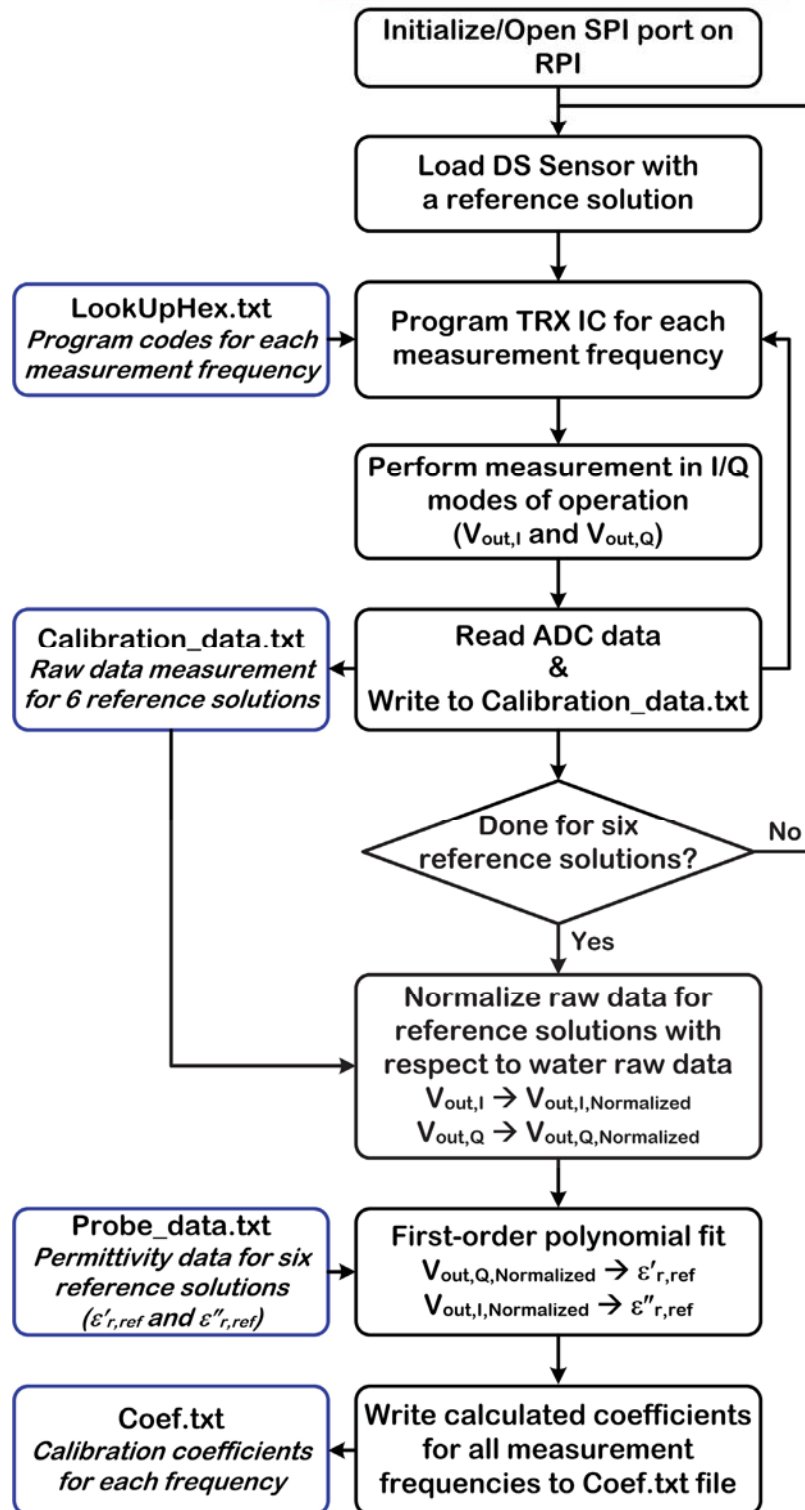 Initialize/Open SPI port on
RPI
Load DS Sensor with
a reference solution
LookUpHex.txt
Program codes for each
measurement frequency
Program TRX IC for each
measurement frequency
Perform measurement in I/Q
modes of operation
(Vout,I and Vout,Q)
Calibration_data.txt
Raw data measurement
for 6 reference solutions
Read ADC data
&
Write to Calibration_data.txt
Done for six
reference solutions?
No
Yes
Normalize raw data for
reference solutions with
respect to water raw data
Vout,I → Vout,I,Normalized
Vout,Q → Vout,Q,Normalized
Probe_data.txt
Permittivity data for six
reference solutions
(ε′r,ref and ε″r,ref)
First-order polynomial fit
Vout,Q,Normalized → ε′r,ref
Vout,I,Normalized → ε″r,ref
Coef.txt
Calibration coefficients
for each frequency
Write calculated coefficients
for all measurement
frequencies to Coef.txt file